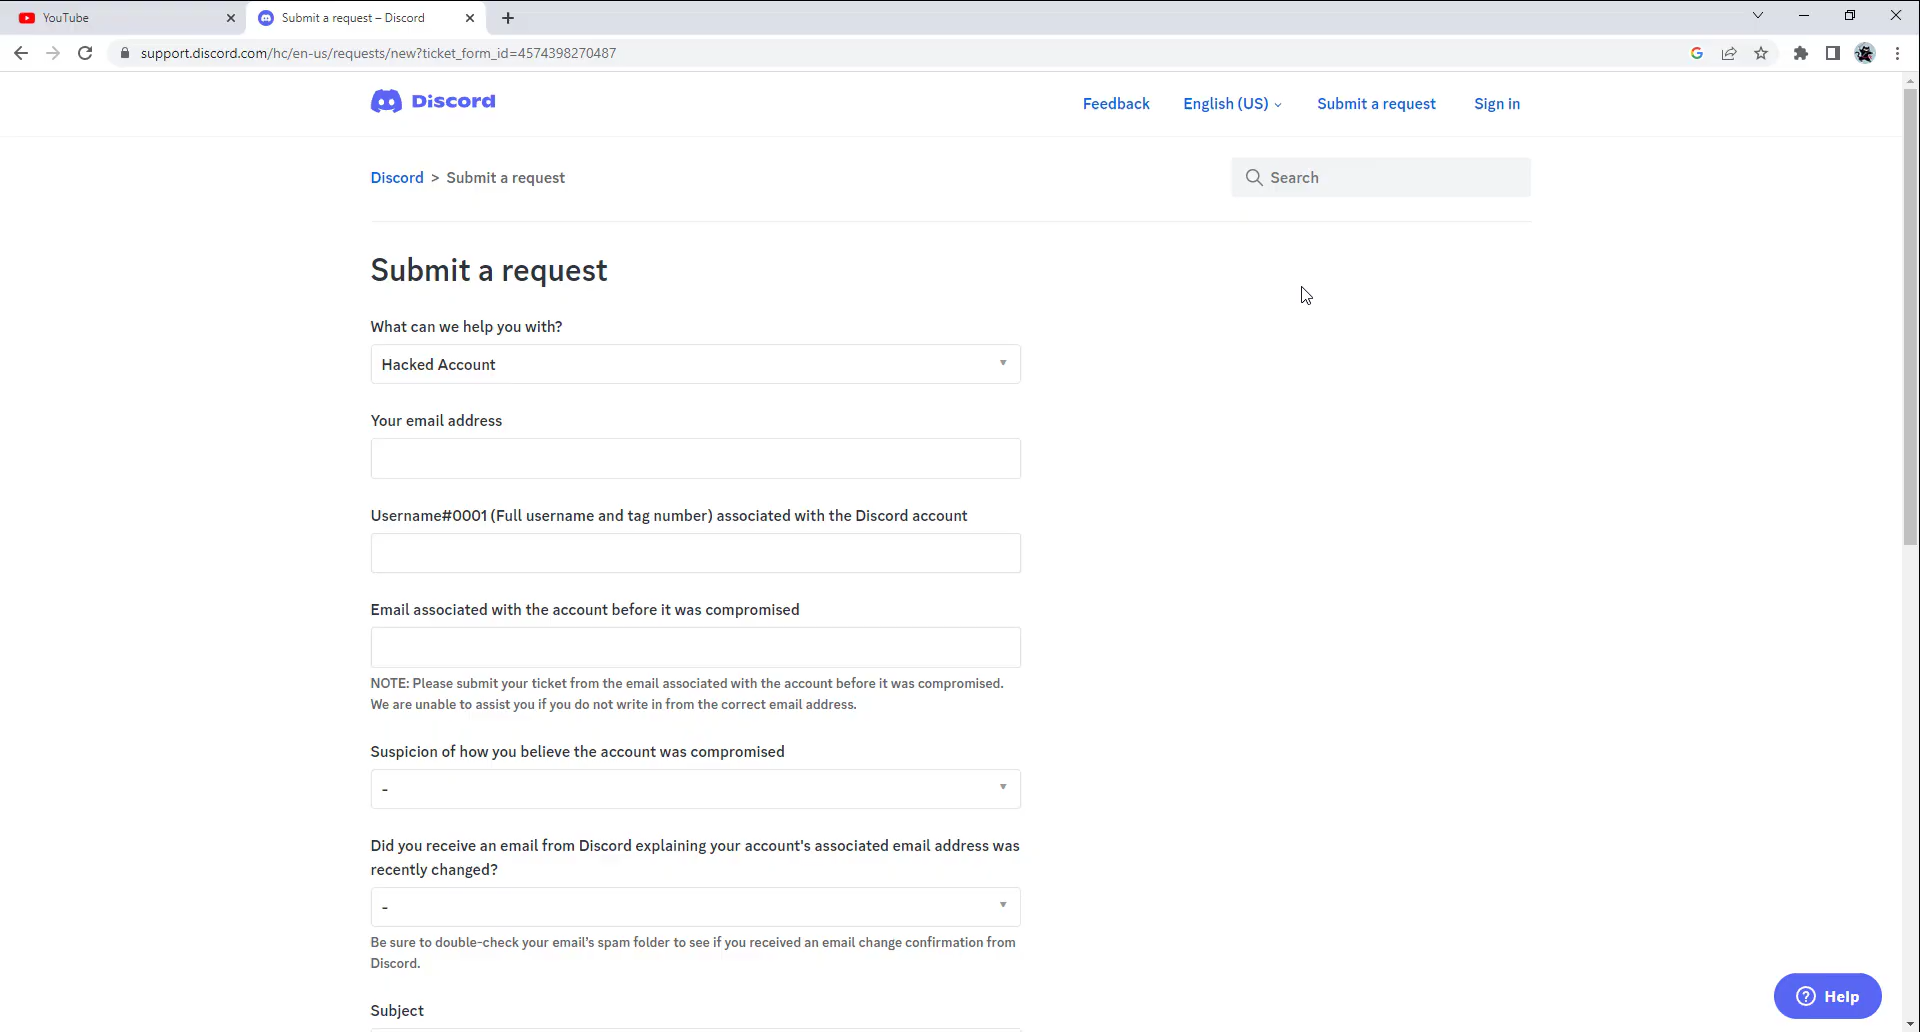 YouTube
Submit a request – Discord
support.discord.com/hc/en-us/requests/new?ticket_form_id=4574398270487
Discord
Feedback
English (US)
Submit a request
Sign in
Discord > Submit a request
Search
Submit a request
What can we help you with?
Hacked Account
Your email address
Username#0001 (Full username and tag number) associated with the Discord account
Email associated with the account before it was compromised
NOTE: Please submit your ticket from the email associated with the account before it was compromised.
We are unable to assist you if you do not write in from the correct email address.
Suspicion of how you believe the account was compromised
-
Did you receive an email from Discord explaining your account's associated email address was
recently changed?
-
Be sure to double-check your email's spam folder to see if you received an email change confirmation from
Discord.
Subject
Help